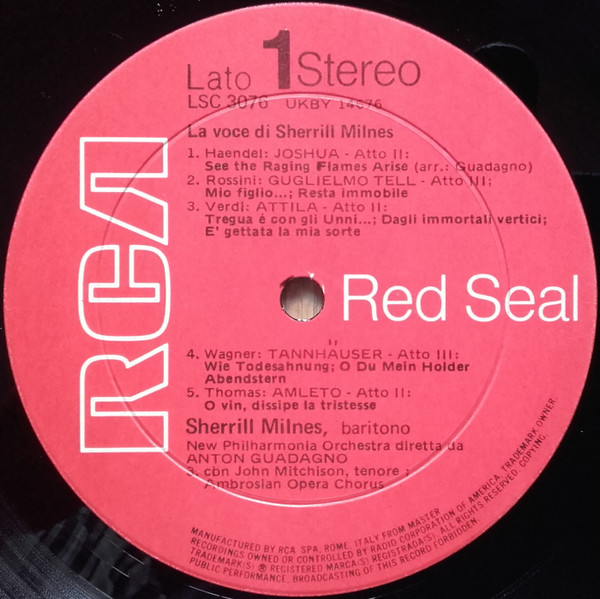 Lato 1 Stereo
LSC 3076 UKBY 14676
La voce di Sherrill Milnes
1. Haendel: JOSHUA - Atto II:
See the Raging Flames Arise (arr.: Guadagno)
2. Rossini: GUGLIELMO TELL - Atto III:
Mio figlio...; Resta immobile
3. Verdi: ATTILA - Atto II:
Tregua é con gli Unni...; Dagli immortali vertici;
E' gettata la mia sorte
RCA
Red Seal
4. Wagner: TANNHÄUSER - Atto III:
Wie Todesahnung; O Du Mein Holder
Abendstern
5. Thomas: AMLETO - Atto II:
O vin, dissipe la tristesse
Sherrill Milnes, baritono
New Philharmonia Orchestra diretta da
ANTON GUADAGNO
3. con John Mitchison, tenore ;
Ambrosian Opera Chorus
MANUFACTURED BY RCA SPA, ROME, ITALY FROM MASTER
RECORDINGS OWNED OR CONTROLLED BY RADIO CORPORATION OF AMERICA, TRADEMARK OWNER.
TRADEMARK(S) ® REGISTERED MARCA(S) REGISTRADA(S). ALL RIGHTS RESERVED. COPYING,
PUBLIC PERFORMANCE, BROADCASTING OF THIS RECORD FORBIDDEN.